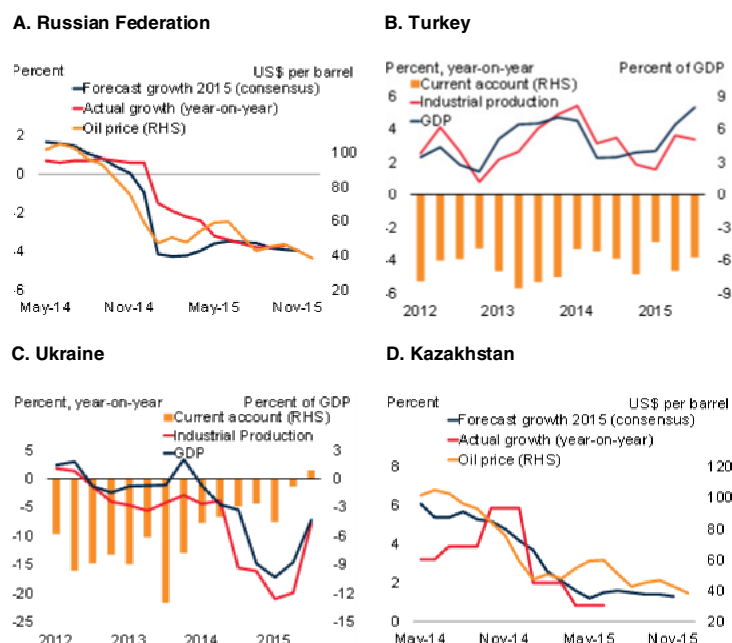 A. Russian Federation
Percent
US$ per barrel
Forecast growth 2015 (consensus)
Actual growth (year-on-year)
Oil price (RHS)
2
0
-2
-4
-6
100
80
60
40
20
May-14
Nov-14
May-15
Nov-15
B. Turkey
Percent, year-on-year
Percent of GDP
Current account (RHS)
Industrial production
GDP
6
4
2
0
-2
-4
-6
9
6
3
0
-3
-6
-9
2012
2013
2014
2015
C. Ukraine
Percent, year-on-year
Percent of GDP
Current account (RHS)
Industrial Production
GDP
5
0
-5
-10
-15
-20
-25
3
0
-3
-6
-9
-12
-15
2012
2013
2014
2015
D. Kazakhstan
Percent
US$ per barrel
Forecast growth 2015 (consensus)
Actual growth (year-on-year)
Oil price (RHS)
8
6
4
2
0
120
100
80
60
40
20
May-14
Nov-14
May-15
Nov-15